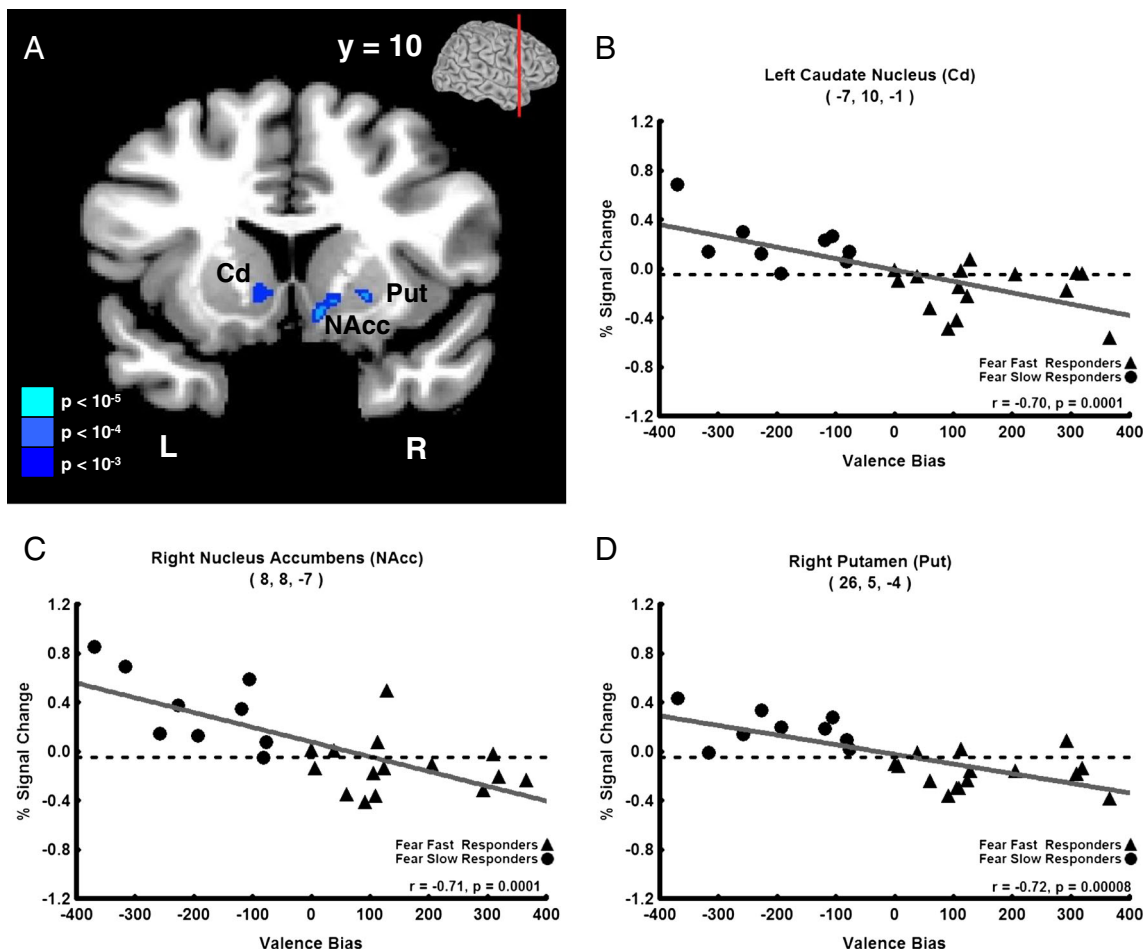 A
y = 10
Cd
Put
NAcc
p < 10-5
p < 10-4
p < 10-3
L
R
B
Left Caudate Nucleus (Cd)
( -7, 10, -1 )
% Signal Change
1.2
0.8
0.4
0.0
-0.4
-0.8
-1.2
Fear Fast Responders
Fear Slow Responders
r = -0.70, p = 0.0001
-400 -300 -200 -100 0 100 200 300 400
Valence Bias
C
Right Nucleus Accumbens (NAcc)
( 8, 8, -7 )
% Signal Change
1.2
0.8
0.4
0.0
-0.4
-0.8
-1.2
Fear Fast Responders
Fear Slow Responders
r = -0.71, p = 0.0001
-400 -300 -200 -100 0 100 200 300 400
Valence Bias
D
Right Putamen (Put)
( 26, 5, -4 )
% Signal Change
1.2
0.8
0.4
0.0
-0.4
-0.8
-1.2
Fear Fast Responders
Fear Slow Responders
r = -0.72, p = 0.00008
-400 -300 -200 -100 0 100 200 300 400
Valence Bias